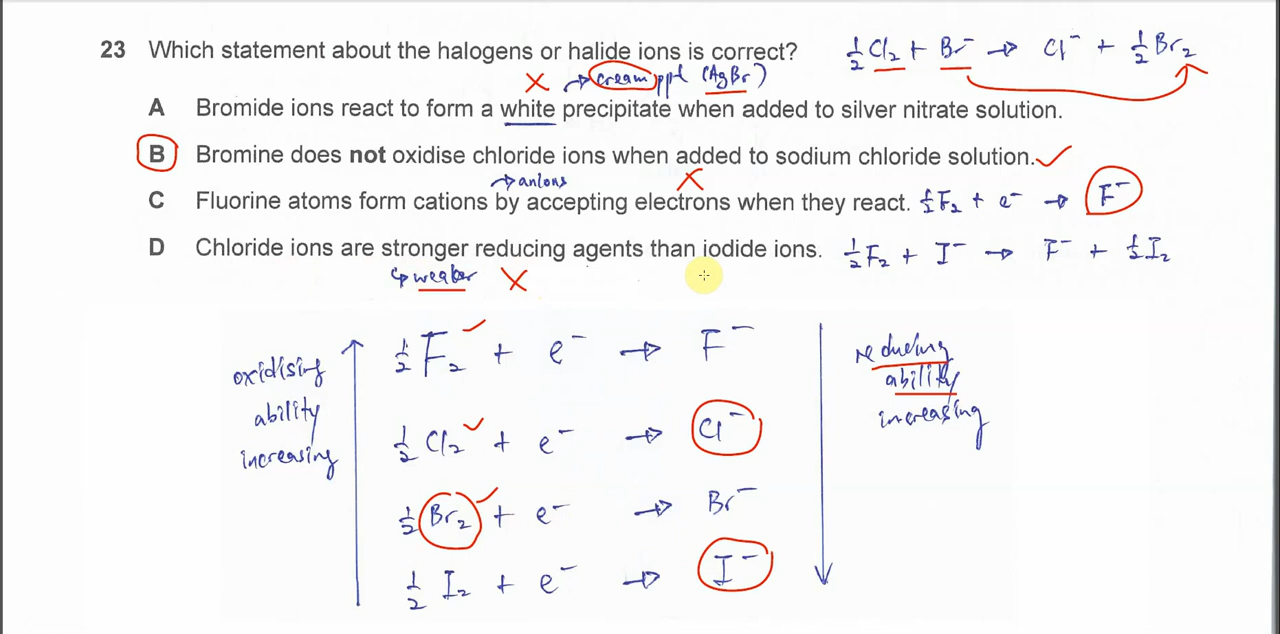 23 Which statement about the halogens or halide ions is correct? ½Cl₂ + Br⁻ → Cl⁻ + ½Br₂
✗ → cream ppt (AgBr)
A Bromide ions react to form a white precipitate when added to silver nitrate solution.
B Bromine does not oxidise chloride ions when added to sodium chloride solution. ✓
→ anions ✗
C Fluorine atoms form cations by accepting electrons when they react. ½F₂ + e⁻ → F⁻
D Chloride ions are stronger reducing agents than iodide ions. ½F₂ + I⁻ → F⁻ + ½I₂
↳ weaker ✗
oxidising
ability
increasing
½F₂ ✓ + e⁻ → F⁻
½Cl₂ ✓ + e⁻ → Cl⁻
½Br₂ ✓ + e⁻ → Br⁻
½ I₂ + e⁻ → I⁻
reducing
ability
increasing